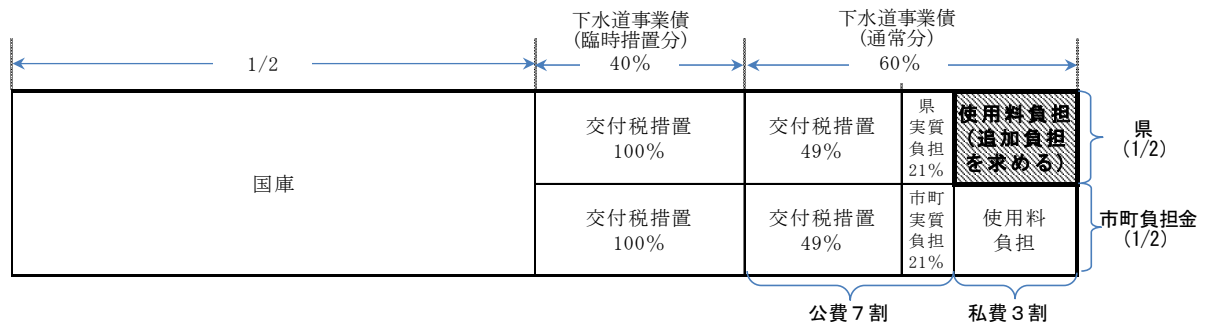 下水道事業債
(臨時措置分)
40%
下水道事業債
(通常分)
60%
1/2
国庫
交付税措置
100%
交付税措置
49%
県
実質
負担
21%
使用料負担
(追加負担
を求める)
県
(1/2)
交付税措置
100%
交付税措置
49%
市町
実質
負担
21%
使用料
負担
市町負担金
(1/2)
公費７割
私費３割